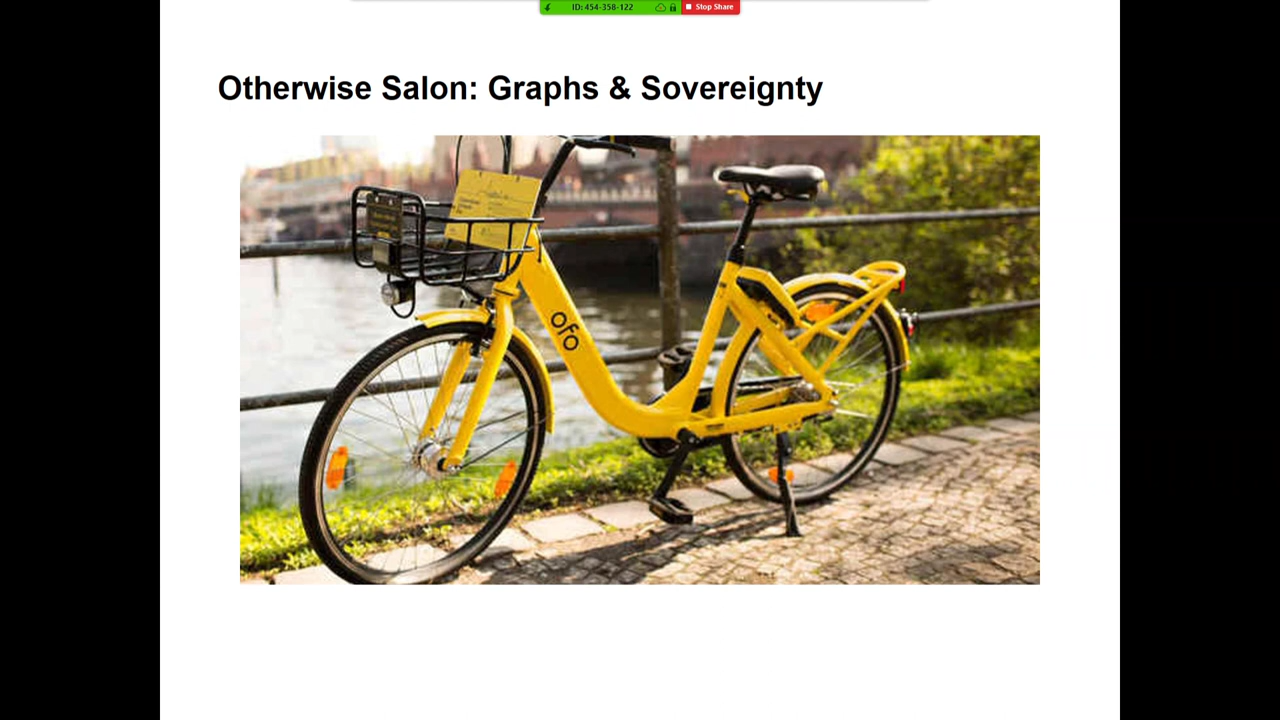 ID: 454-358-122
Stop Share
Otherwise Salon: Graphs & Sovereignty
ofo